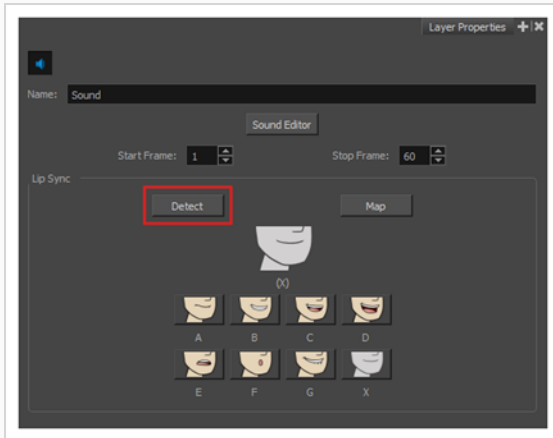 Layer Properties
Name: Sound
Sound Editor
Start Frame: 1 Stop Frame: 60
Lip Sync
Detect Map
(X)
A B C D
E F G X